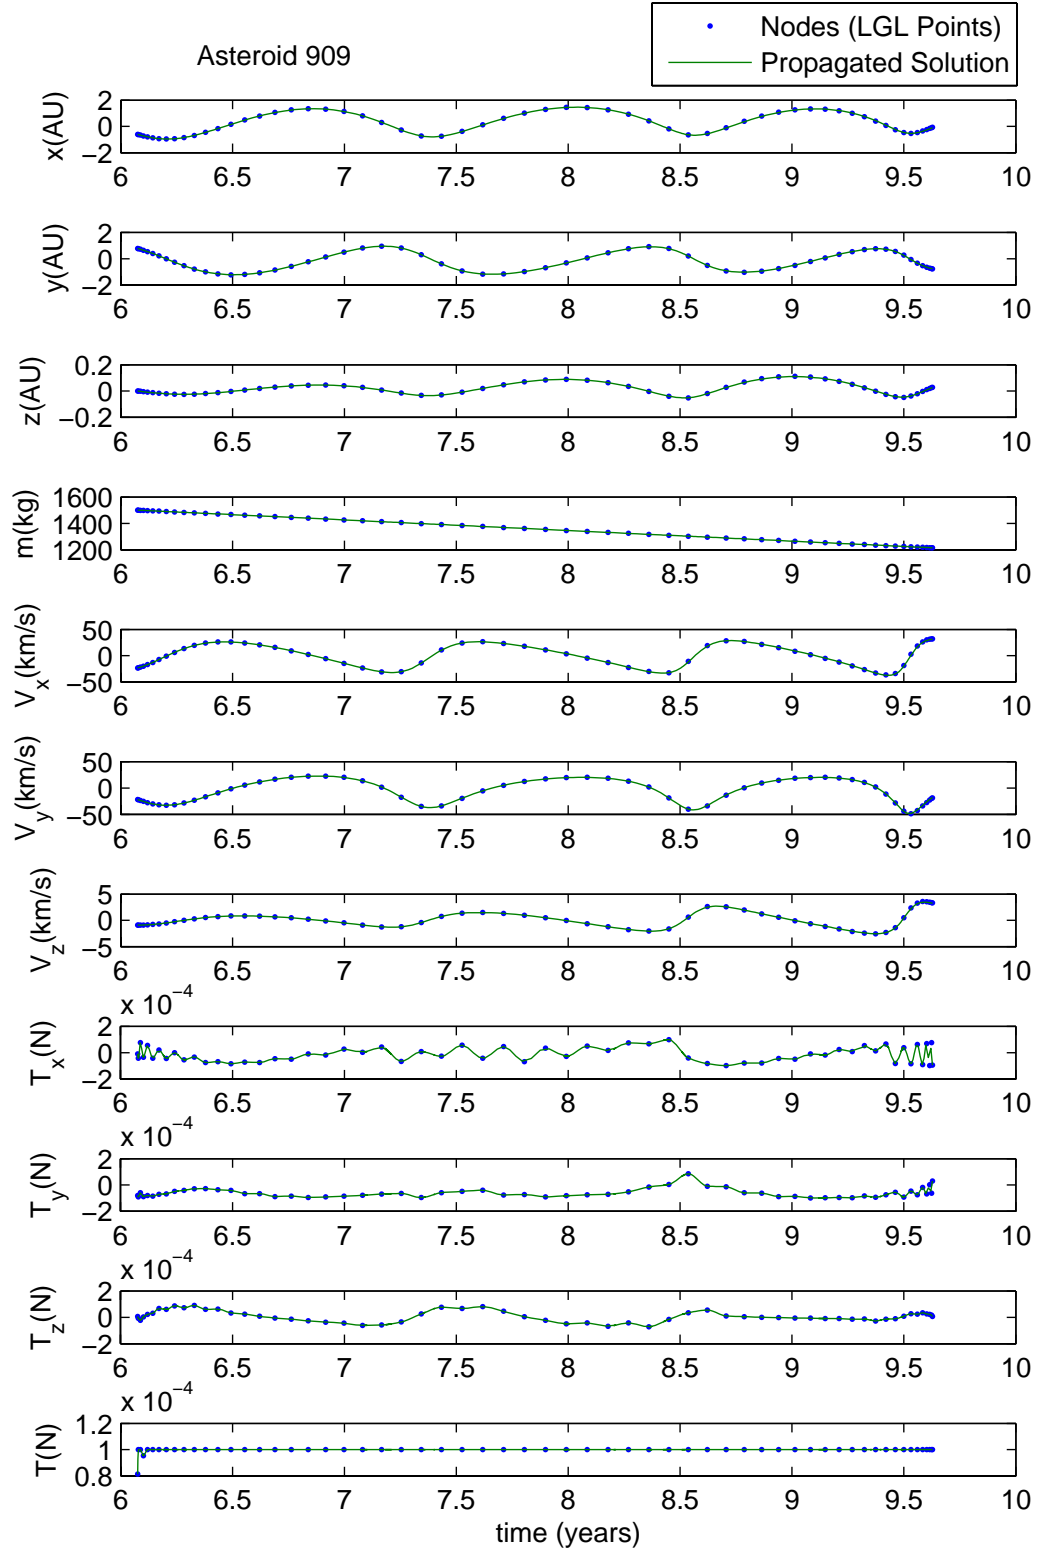 Nodes (LGL Points)
Propagated Solution
Asteroid 909
x(AU)
2
0
−2
6 6.5 7 7.5 8 8.5 9 9.5 10
y(AU)
2
0
−2
6 6.5 7 7.5 8 8.5 9 9.5 10
z(AU)
0.2
0
−0.2
6 6.5 7 7.5 8 8.5 9 9.5 10
m(kg)
1600
1400
1200
6 6.5 7 7.5 8 8.5 9 9.5 10
V_x(km/s)
50
0
−50
6 6.5 7 7.5 8 8.5 9 9.5 10
V_y(km/s)
50
0
−50
6 6.5 7 7.5 8 8.5 9 9.5 10
V_z(km/s)
5
0
−5
6 6.5 7 7.5 8 8.5 9 9.5 10
x 10^−4
T_x(N)
2
0
−2
6 6.5 7 7.5 8 8.5 9 9.5 10
x 10^−4
T_y(N)
2
0
−2
6 6.5 7 7.5 8 8.5 9 9.5 10
x 10^−4
T_z(N)
2
0
−2
6 6.5 7 7.5 8 8.5 9 9.5 10
x 10^−4
T(N)
1.2
1
0.8
6 6.5 7 7.5 8 8.5 9 9.5 10
time (years)